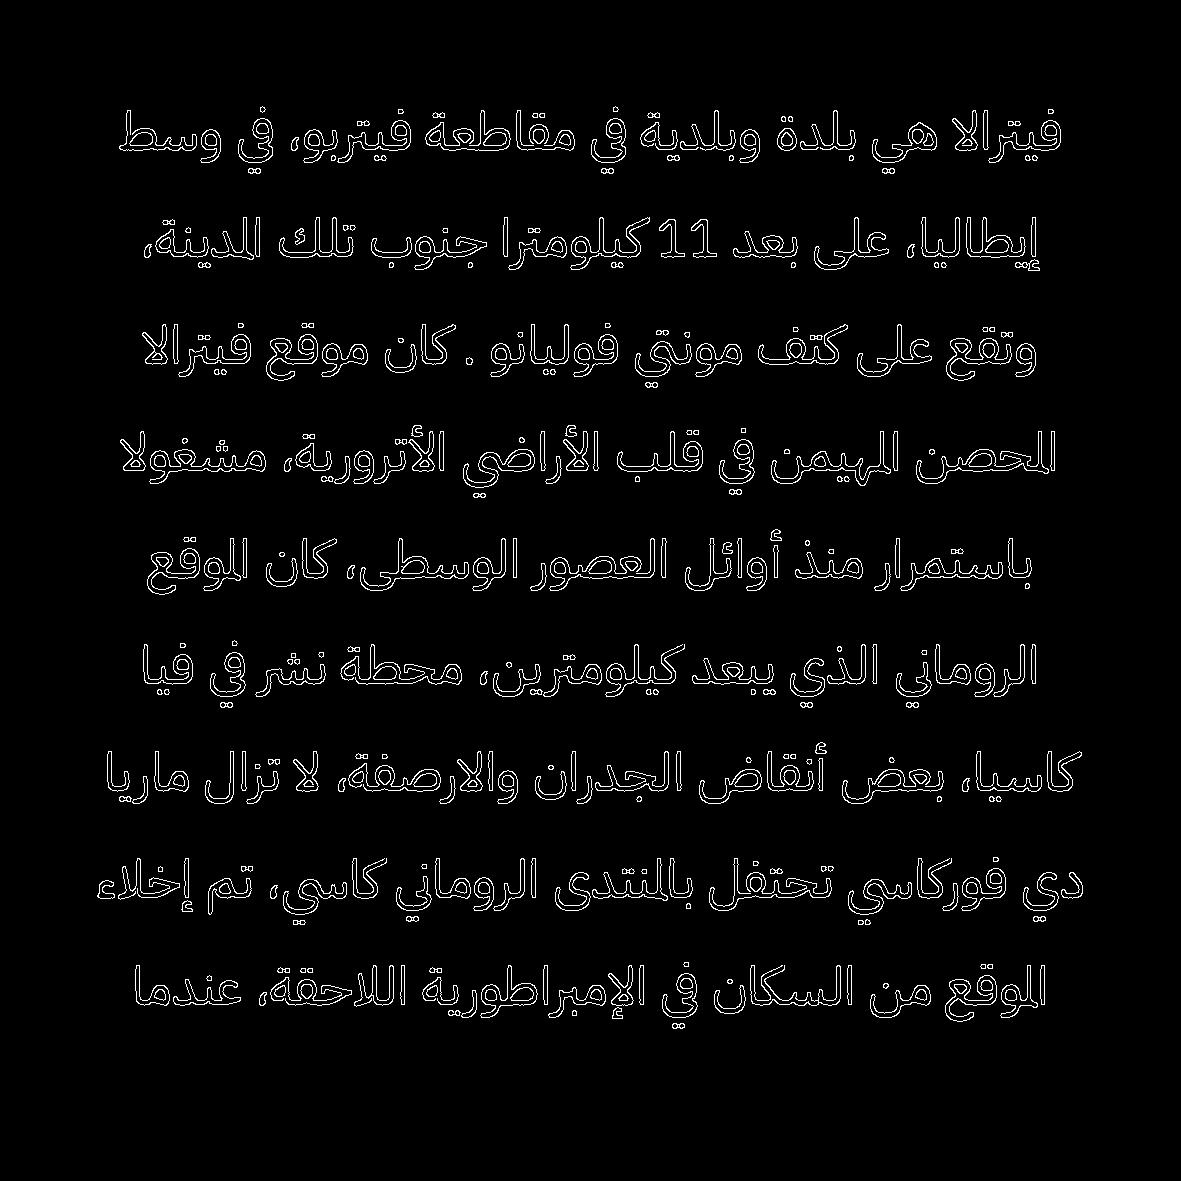 فيترالا هي بلدة وبلدية في مقاطعة فيتربو، في وسط
إيطاليا، على بعد 11 كيلومترا جنوب تلك المدينة،
وتقع على كتف مونتي فوليانو . كان موقع فيترالا
الحصن المهيمن في قلب الأراضي الأترورية، مشغولا
باستمرار منذ أوائل العصور الوسطى، كان الموقع
الروماني الذي يبعد كيلومترين، محطة نشر في فيا
كاسيا، بعض أنقاض الجدران والارصفة، لا تزال ماريا
دي فوركاسي تحتفل بالمنتدى الروماني كاسي، تم إخلاء
الموقع من السكان في الإمبراطورية اللاحقة، عندما